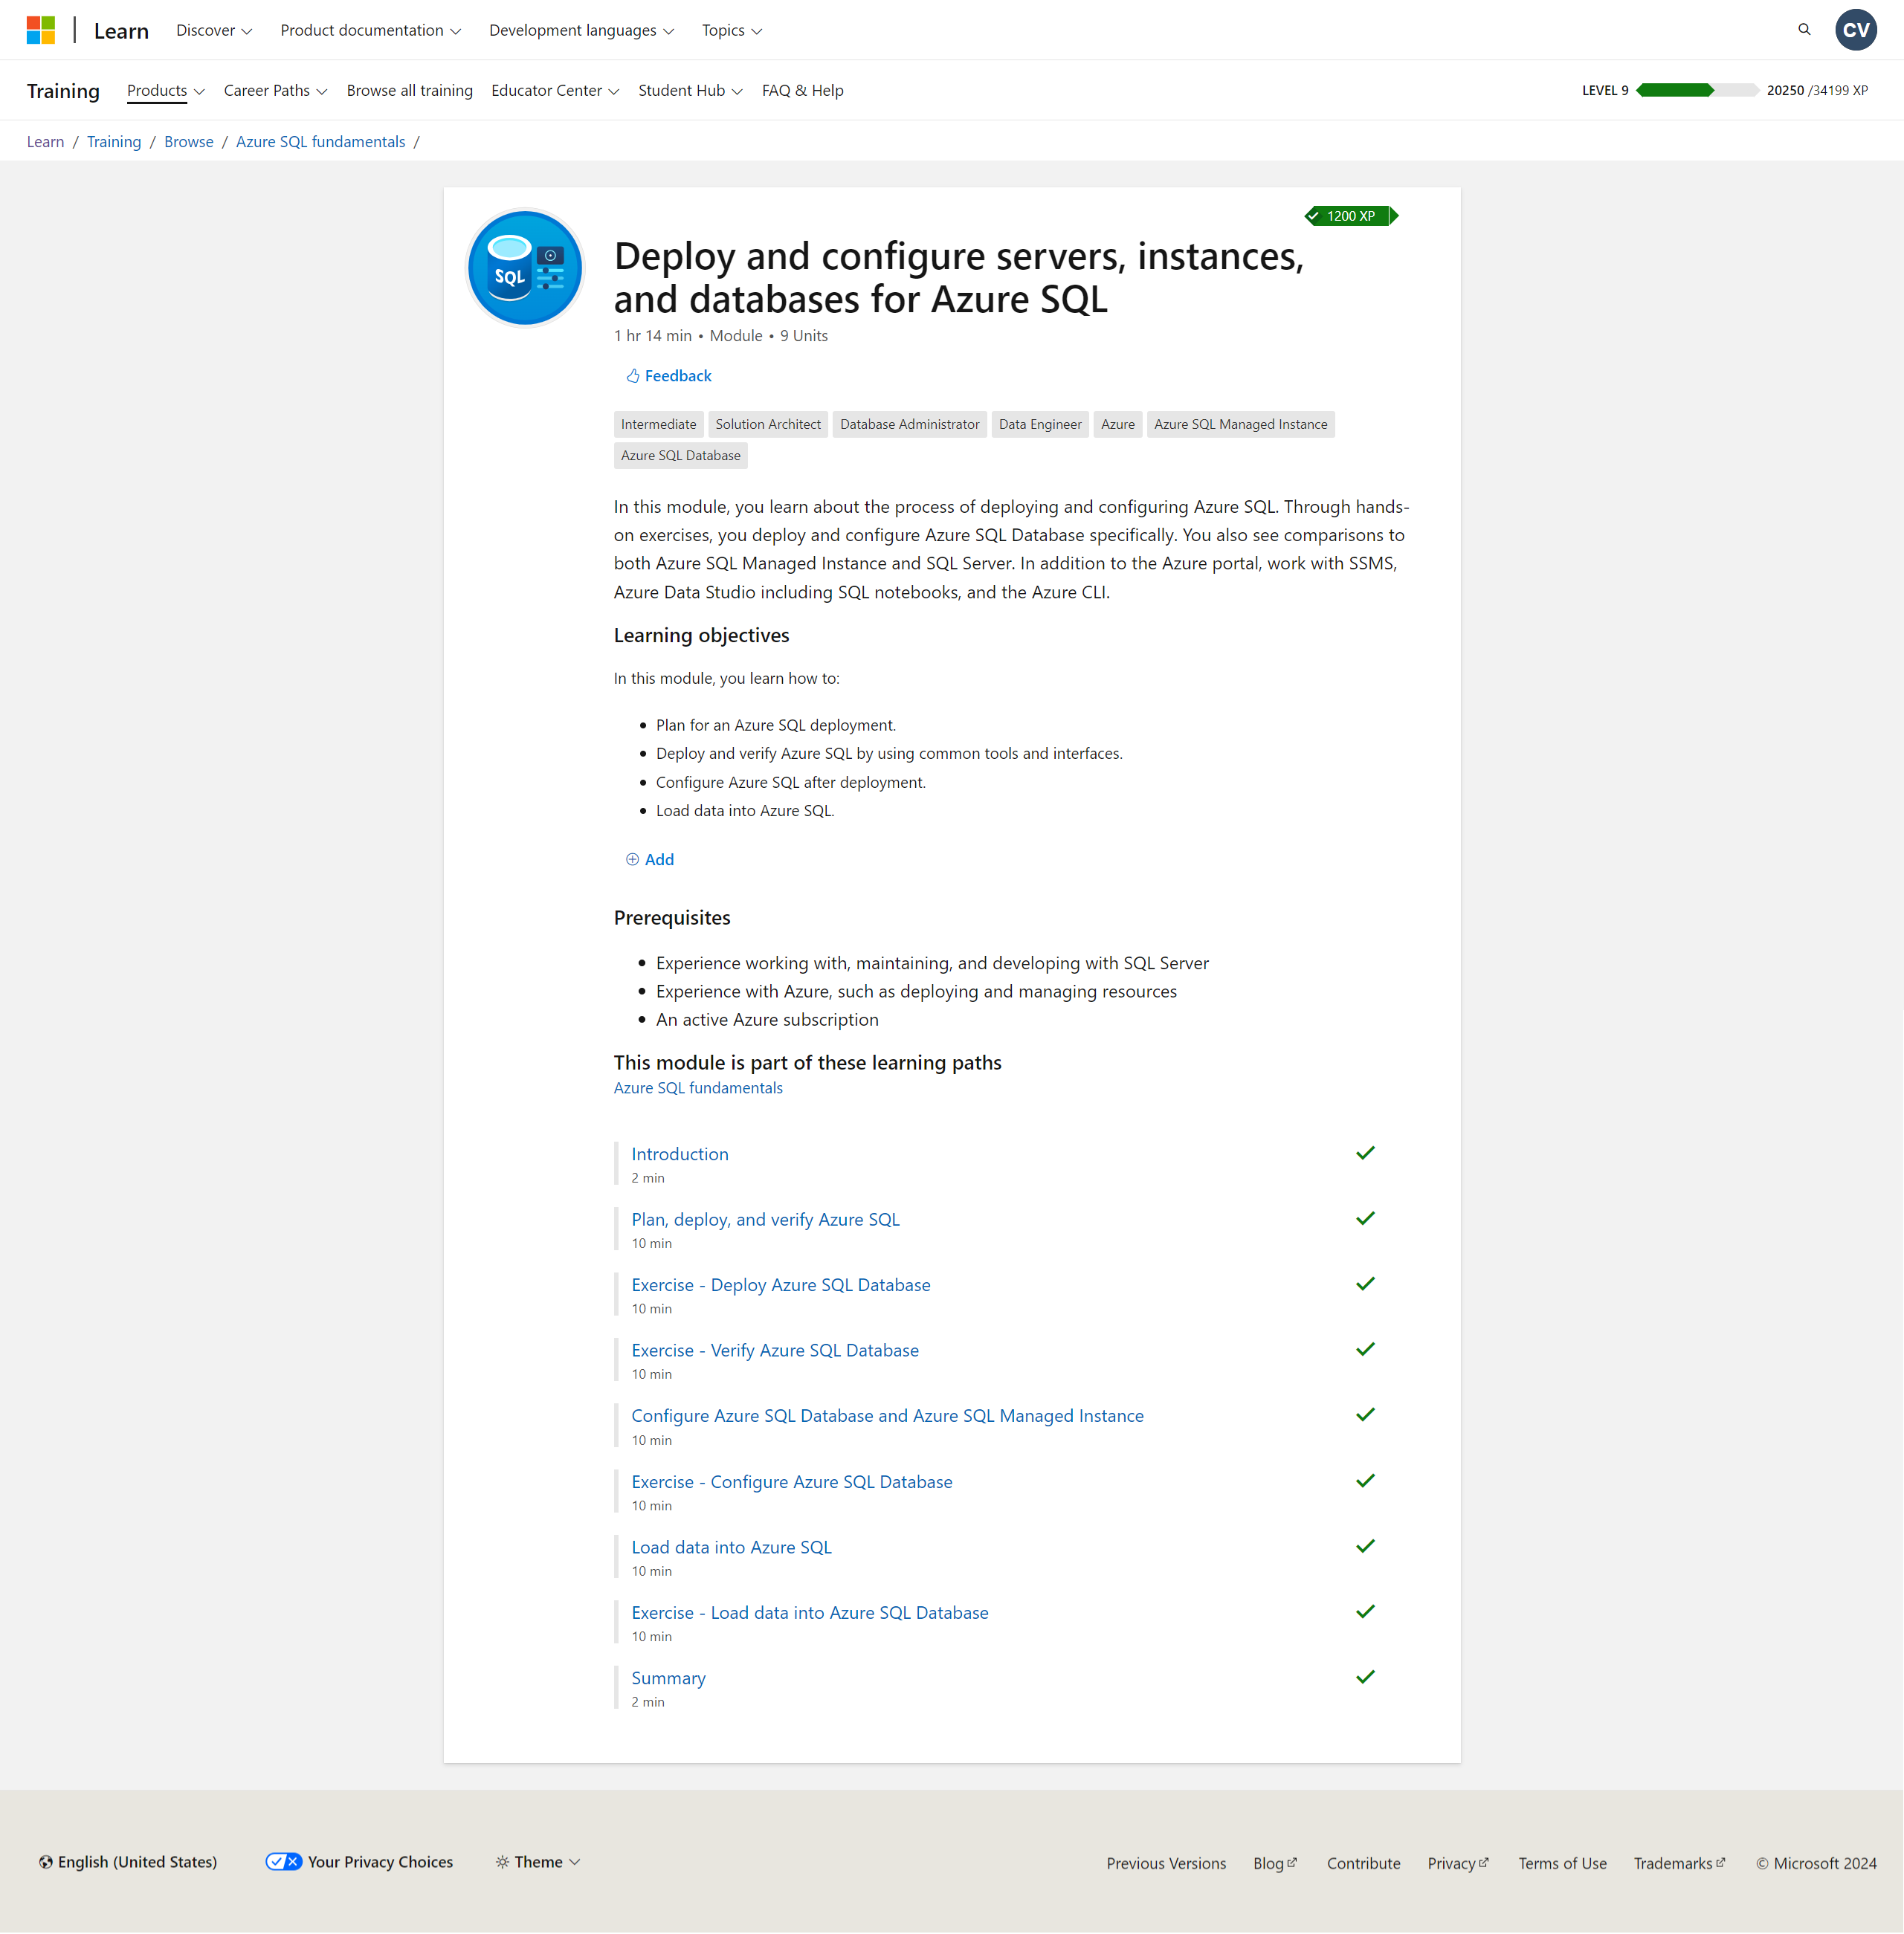 Learn Discover Product documentation Development languages Topics CV
Training Products Career Paths Browse all training Educator Center Student Hub FAQ & Help LEVEL 9 20250 /34199 XP
Learn / Training / Browse / Azure SQL fundamentals /
1200 XP
SQL
Deploy and configure servers, instances,
and databases for Azure SQL
1 hr 14 min • Module • 9 Units
Feedback
Intermediate Solution Architect Database Administrator Data Engineer Azure Azure SQL Managed Instance
Azure SQL Database
In this module, you learn about the process of deploying and configuring Azure SQL. Through hands-
on exercises, you deploy and configure Azure SQL Database specifically. You also see comparisons to
both Azure SQL Managed Instance and SQL Server. In addition to the Azure portal, work with SSMS,
Azure Data Studio including SQL notebooks, and the Azure CLI.
Learning objectives
In this module, you learn how to:
• Plan for an Azure SQL deployment.
• Deploy and verify Azure SQL by using common tools and interfaces.
• Configure Azure SQL after deployment.
• Load data into Azure SQL.
Add
Prerequisites
• Experience working with, maintaining, and developing with SQL Server
• Experience with Azure, such as deploying and managing resources
• An active Azure subscription
This module is part of these learning paths
Azure SQL fundamentals
Introduction
2 min
Plan, deploy, and verify Azure SQL
10 min
Exercise - Deploy Azure SQL Database
10 min
Exercise - Verify Azure SQL Database
10 min
Configure Azure SQL Database and Azure SQL Managed Instance
10 min
Exercise - Configure Azure SQL Database
10 min
Load data into Azure SQL
10 min
Exercise - Load data into Azure SQL Database
10 min
Summary
2 min
English (United States) Your Privacy Choices Theme Previous Versions Blog Contribute Privacy Terms of Use Trademarks © Microsoft 2024